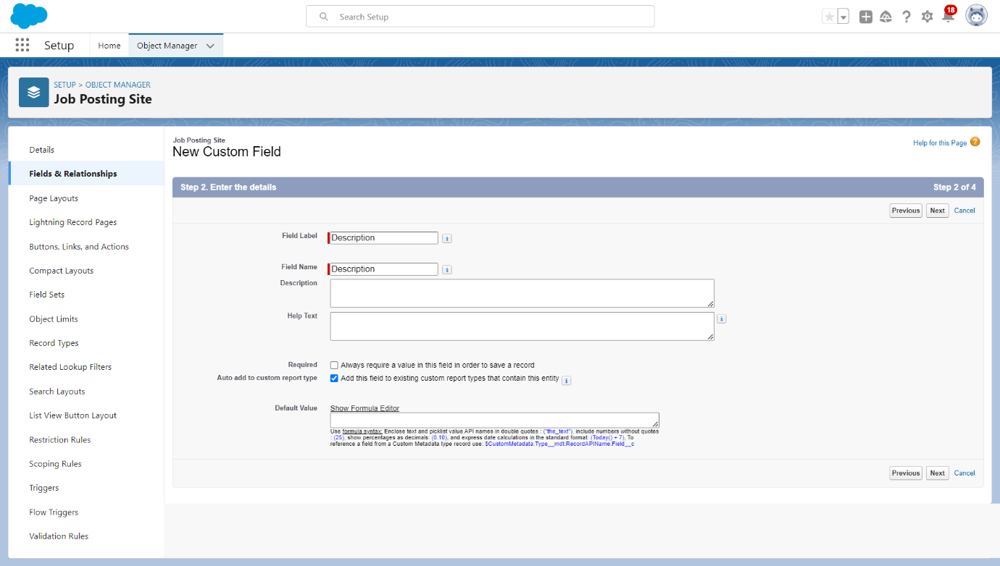 Search Setup
18
Setup
Home
Object Manager
SETUP > OBJECT MANAGER
Job Posting Site
Details
Fields & Relationships
Page Layouts
Lightning Record Pages
Buttons, Links, and Actions
Compact Layouts
Field Sets
Object Limits
Record Types
Related Lookup Filters
Search Layouts
List View Button Layout
Restriction Rules
Scoping Rules
Triggers
Flow Triggers
Validation Rules
Job Posting Site
New Custom Field
Help for this Page ?
Step 2. Enter the details
Step 2 of 4
Previous Next Cancel
Field Label Description i
Field Name Description i
Description
Help Text i
Required Always require a value in this field in order to save a record
Auto add to custom report type Add this field to existing custom report types that contain this entity i
Default Value Show Formula Editor
Use formula syntax: Enclose text and picklist value API names in double quotes : ("the_text"), include numbers without quotes
: (25), show percentages as decimals: (0.10), and express date calculations in the standard format: (Today() + 7), To
reference a field from a Custom Metadata type record use: $CustomMetadata.Type__mdt.RecordAPIName.Field__c
Previous Next Cancel